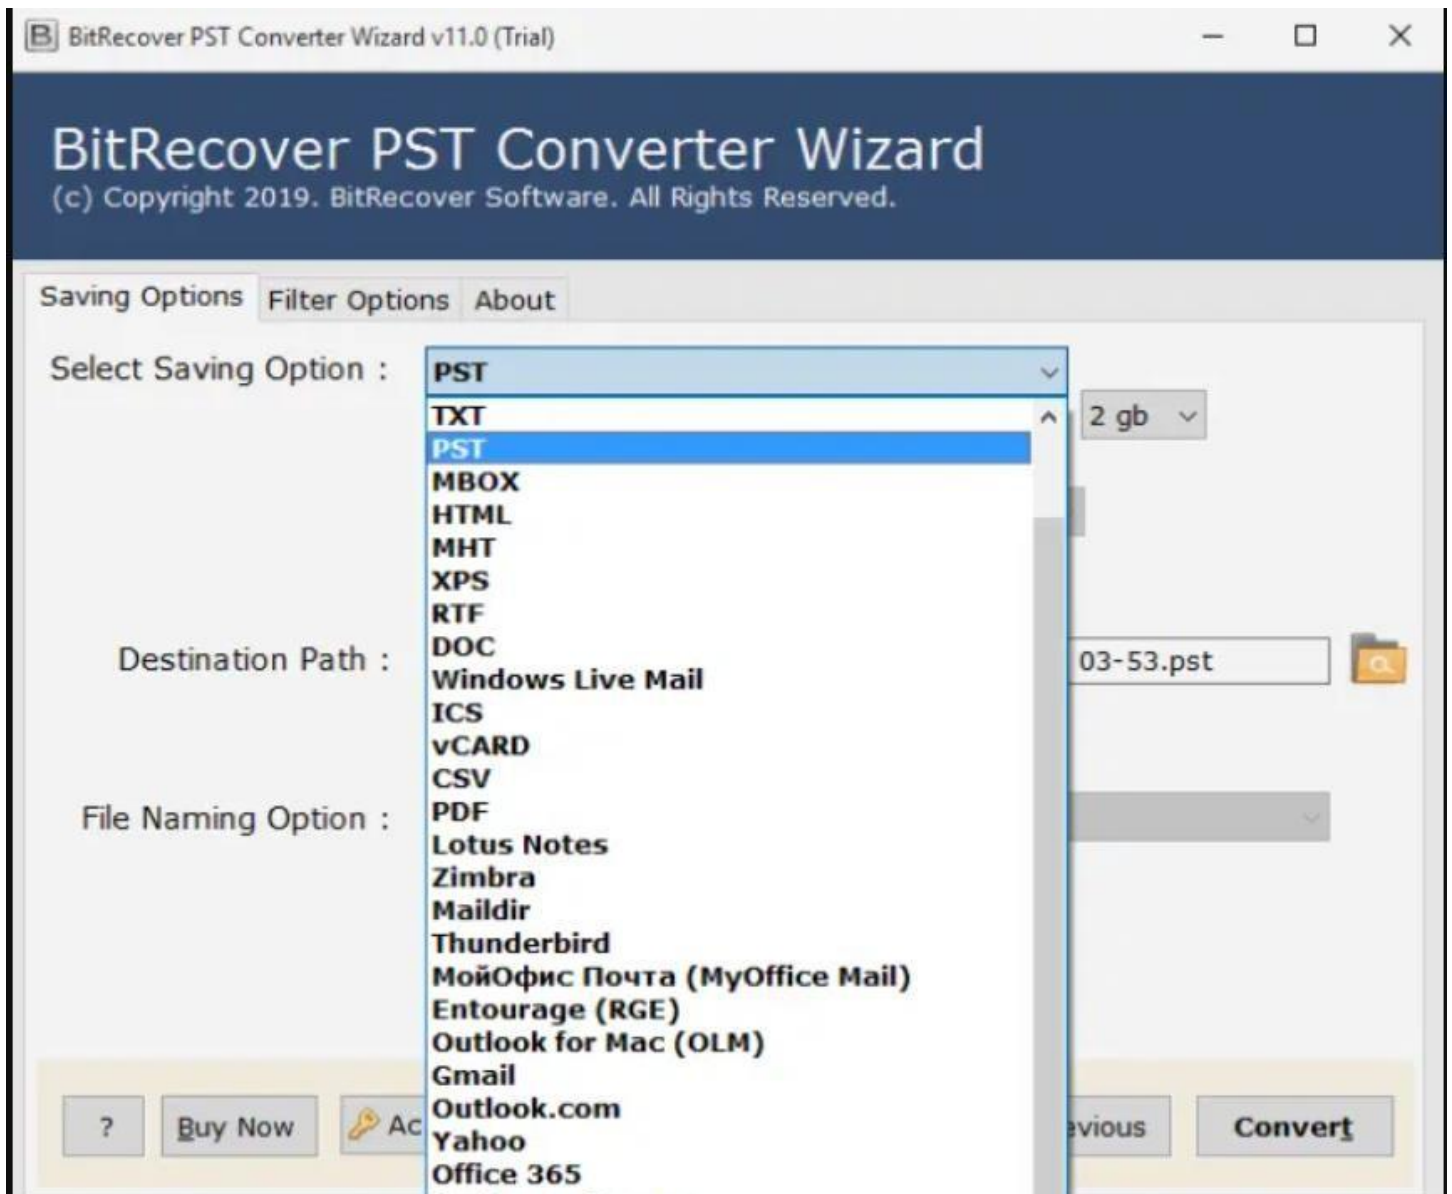 BitRecover PST Converter Wizard v11.0 (Trial)
BitRecover PST Converter Wizard
(c) Copyright 2019. BitRecover Software. All Rights Reserved.
Saving Options Filter Options About
Select Saving Option : PST
2 gb
TXT
PST
MBOX
HTML
MHT
XPS
RTF
DOC
Destination Path : 03-53.pst
Windows Live Mail
ICS
vCARD
CSV
PDF
File Naming Option :
Lotus Notes
Zimbra
Maildir
Thunderbird
МойОфис Почта (MyOffice Mail)
Entourage (RGE)
Outlook for Mac (OLM)
Gmail
Outlook.com
Yahoo
Office 365
? Buy Now Ac evious Convert